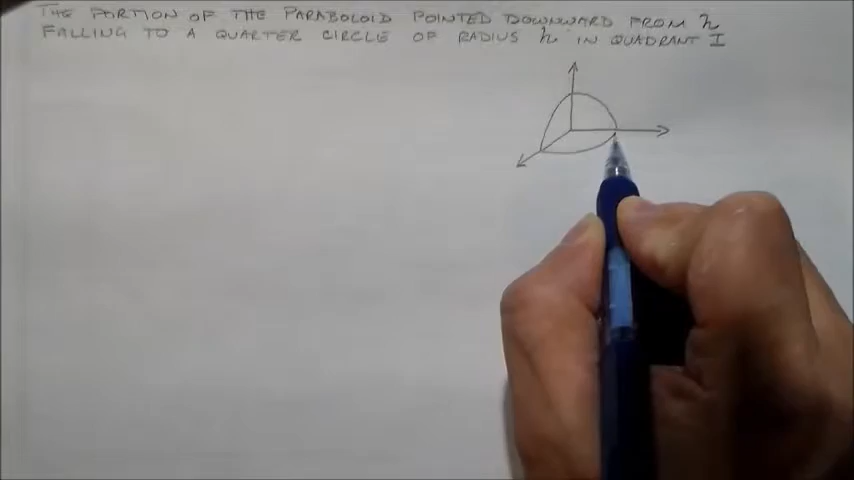 THE PORTION OF THE PARABOLOID POINTED DOWNWARD FROM h
FALLING TO A QUARTER CIRCLE OF RADIUS h IN QUADRANT I